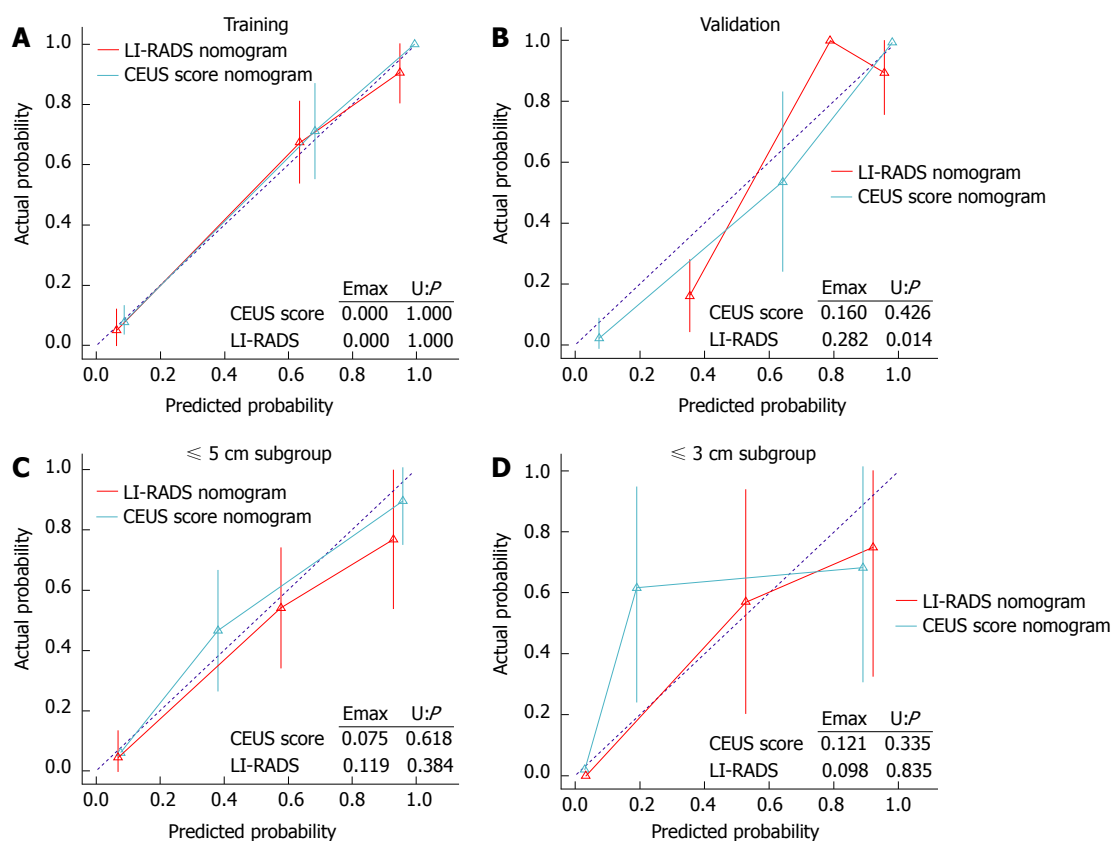 A
Training
LI-RADS nomogram
CEUS score nomogram
Actual probability
1.0
0.8
0.6
0.4
0.2
0.0
Emax U:P
CEUS score 0.000 1.000
LI-RADS 0.000 1.000
0.0 0.2 0.4 0.6 0.8 1.0
Predicted probability
B
Validation
Actual probability
1.0
0.8
0.6
0.4
0.2
0.0
LI-RADS nomogram
CEUS score nomogram
Emax U:P
CEUS score 0.160 0.426
LI-RADS 0.282 0.014
0.0 0.2 0.4 0.6 0.8 1.0
Predicted probability
C
≤ 5 cm subgroup
LI-RADS nomogram
CEUS score nomogram
Actual probability
1.0
0.8
0.6
0.4
0.2
0.0
Emax U:P
CEUS score 0.075 0.618
LI-RADS 0.119 0.384
0.0 0.2 0.4 0.6 0.8 1.0
Predicted probability
D
≤ 3 cm subgroup
Actual probability
1.0
0.8
0.6
0.4
0.2
0.0
LI-RADS nomogram
CEUS score nomogram
Emax U:P
CEUS score 0.121 0.335
LI-RADS 0.098 0.835
0.0 0.2 0.4 0.6 0.8 1.0
Predicted probability